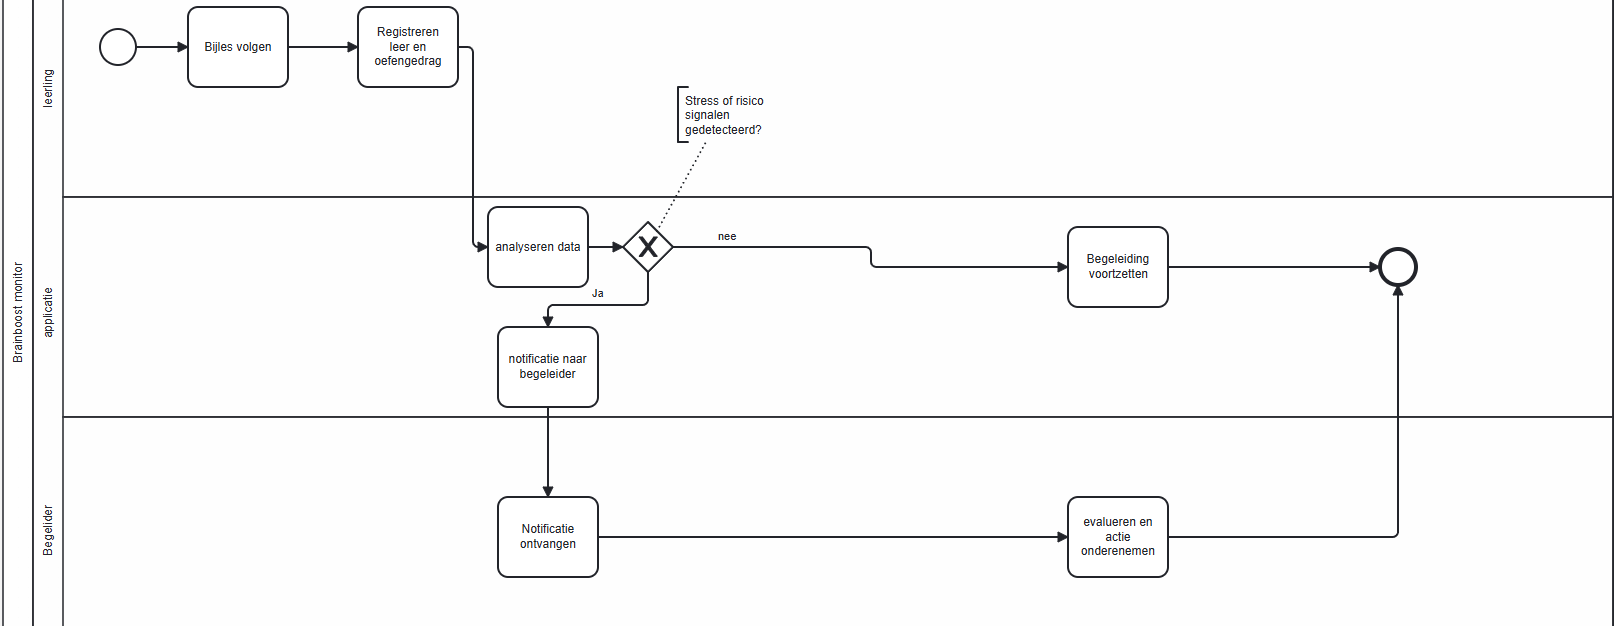 Brainboost monitor
leerling
Bijles volgen
Registreren
leer en
oefengedrag
Stress of risico
signalen
gedetecteerd?
applicatie
analyseren data
nee
Ja
Begeleiding
voortzetten
notificatie naar
begeleider
Begelider
Notificatie
ontvangen
evalueren en
actie
onderenemen